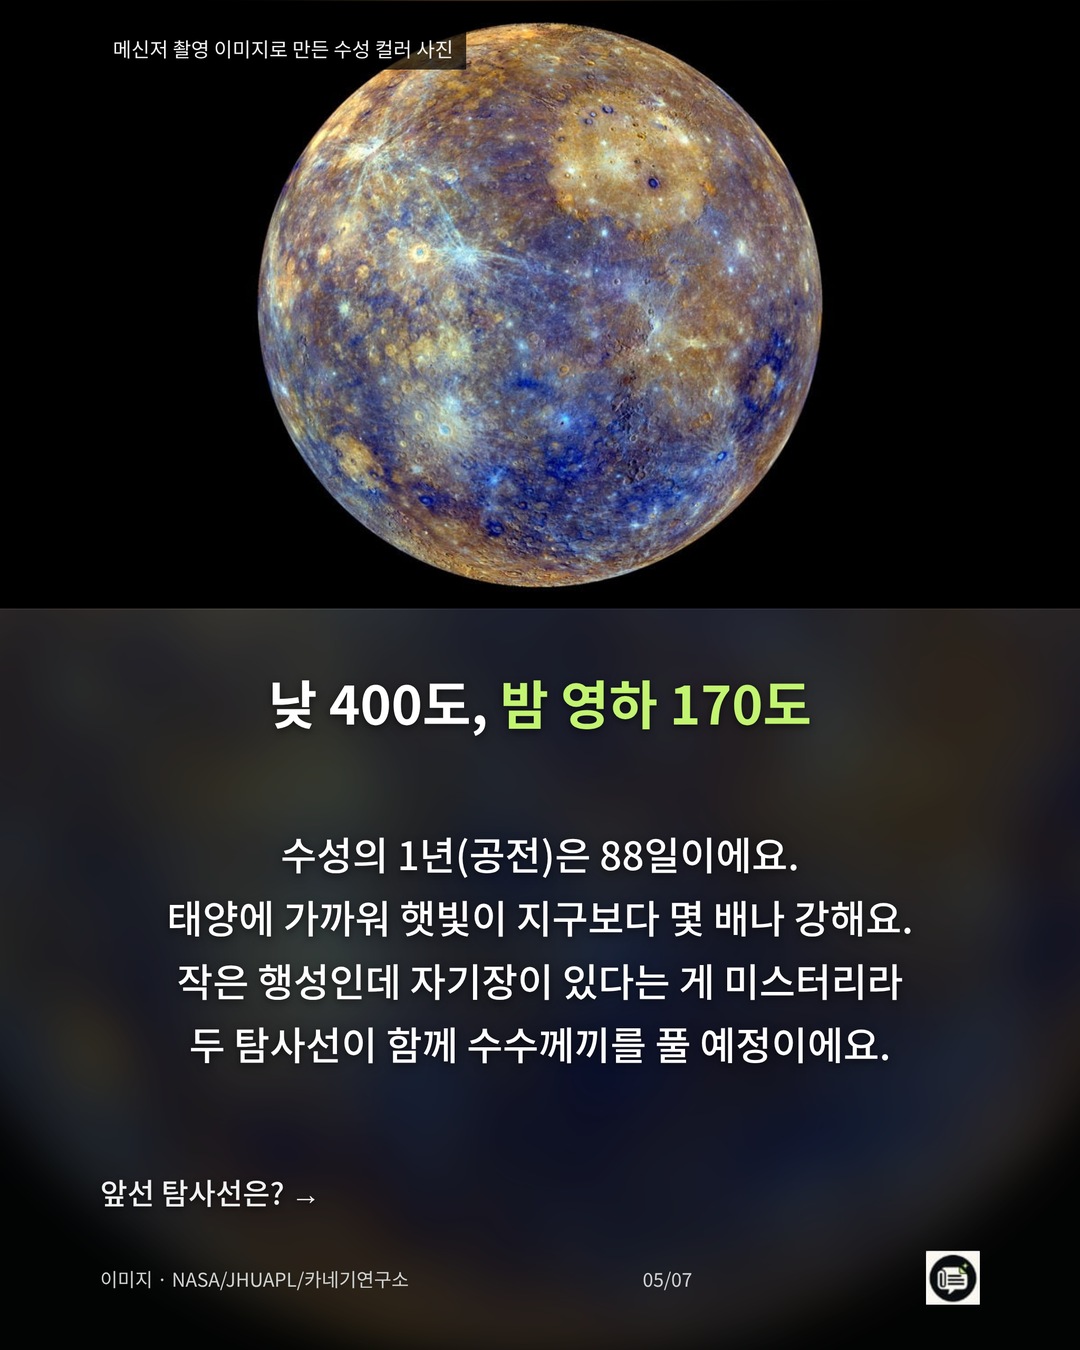 메신저 촬영 이미지로 만든 수성 컬러 사진
낮 400도, 밤 영하 170도
수성의 1년(공전)은 88일이에요.
태양에 가까워 햇빛이 지구보다 몇 배나 강해요.
작은 행성인데 자기장이 있다는 게 미스터리라
두 탐사선이 함께 수수께끼를 풀 예정이에요.
앞선 탐사선은? →
이미지 · NASA/JHUAPL/카네기연구소
05/07